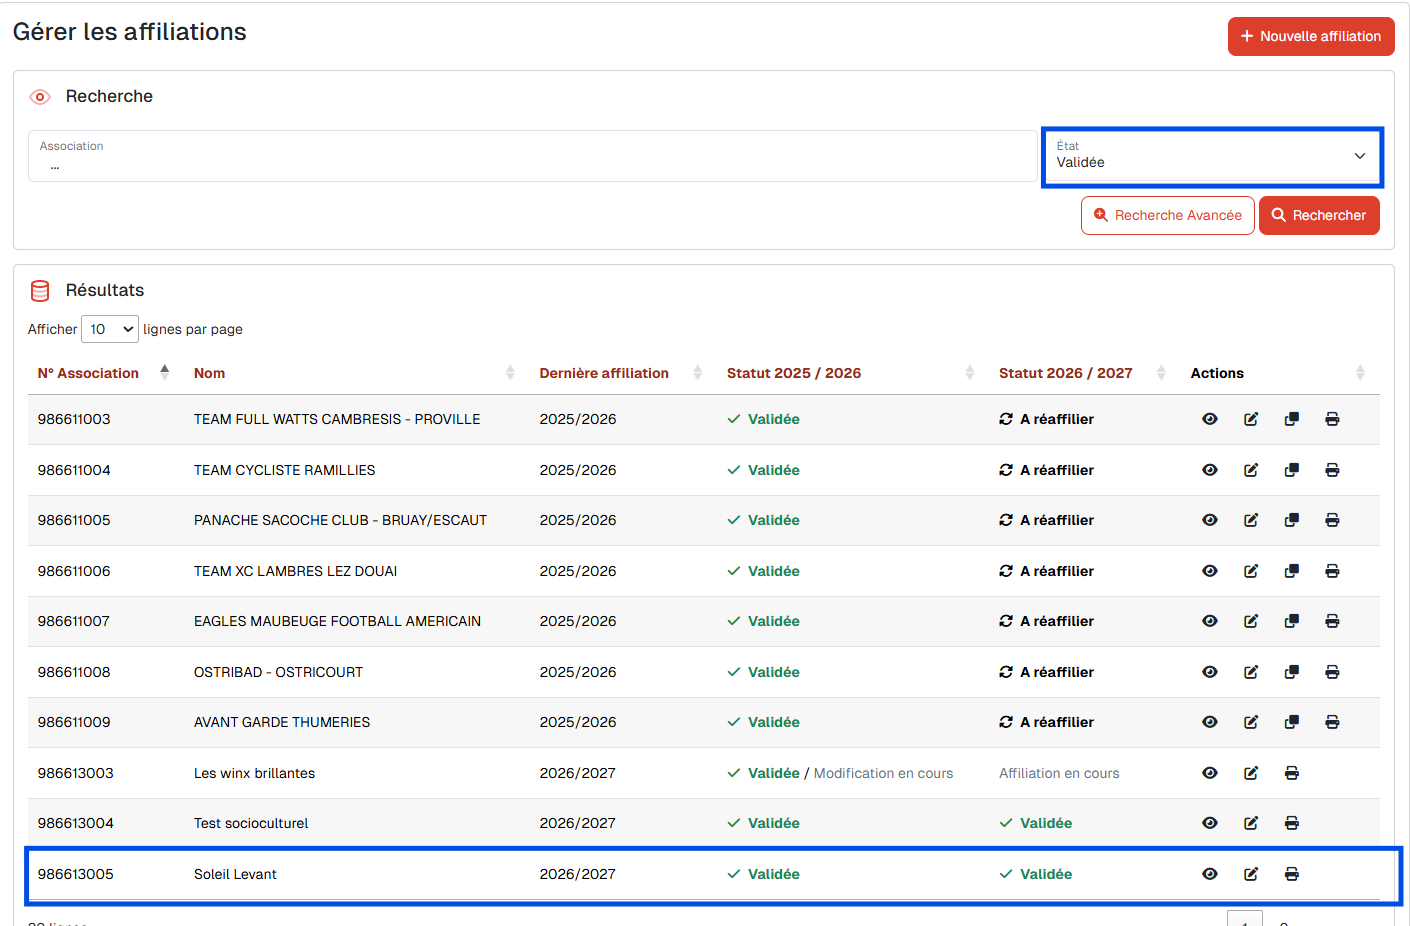 Gérer les affiliations
Nouvelle affiliation
Recherche
Association
...
État
Validée
Recherche Avancée
Rechercher
Résultats
Afficher 10 lignes par page
N° Association Nom Dernière affiliation Statut 2025 / 2026 Statut 2026 / 2027 Actions
986611003 TEAM FULL WATTS CAMBRESIS - PROVILLE 2025/2026 Validée A réaffilier
986611004 TEAM CYCLISTE RAMILLIES 2025/2026 Validée A réaffilier
986611005 PANACHE SACOCHE CLUB - BRUAY/ESCAUT 2025/2026 Validée A réaffilier
986611006 TEAM XC LAMBRES LEZ DOUAI 2025/2026 Validée A réaffilier
986611007 EAGLES MAUBEUGE FOOTBALL AMERICAIN 2025/2026 Validée A réaffilier
986611008 OSTRIBAD - OSTRICOURT 2025/2026 Validée A réaffilier
986611009 AVANT GARDE THUMERIES 2025/2026 Validée A réaffilier
986613003 Les winx brillantes 2026/2027 Validée / Modification en cours Affiliation en cours
986613004 Test socioculturel 2026/2027 Validée Validée
986613005 Soleil Levant 2026/2027 Validée Validée